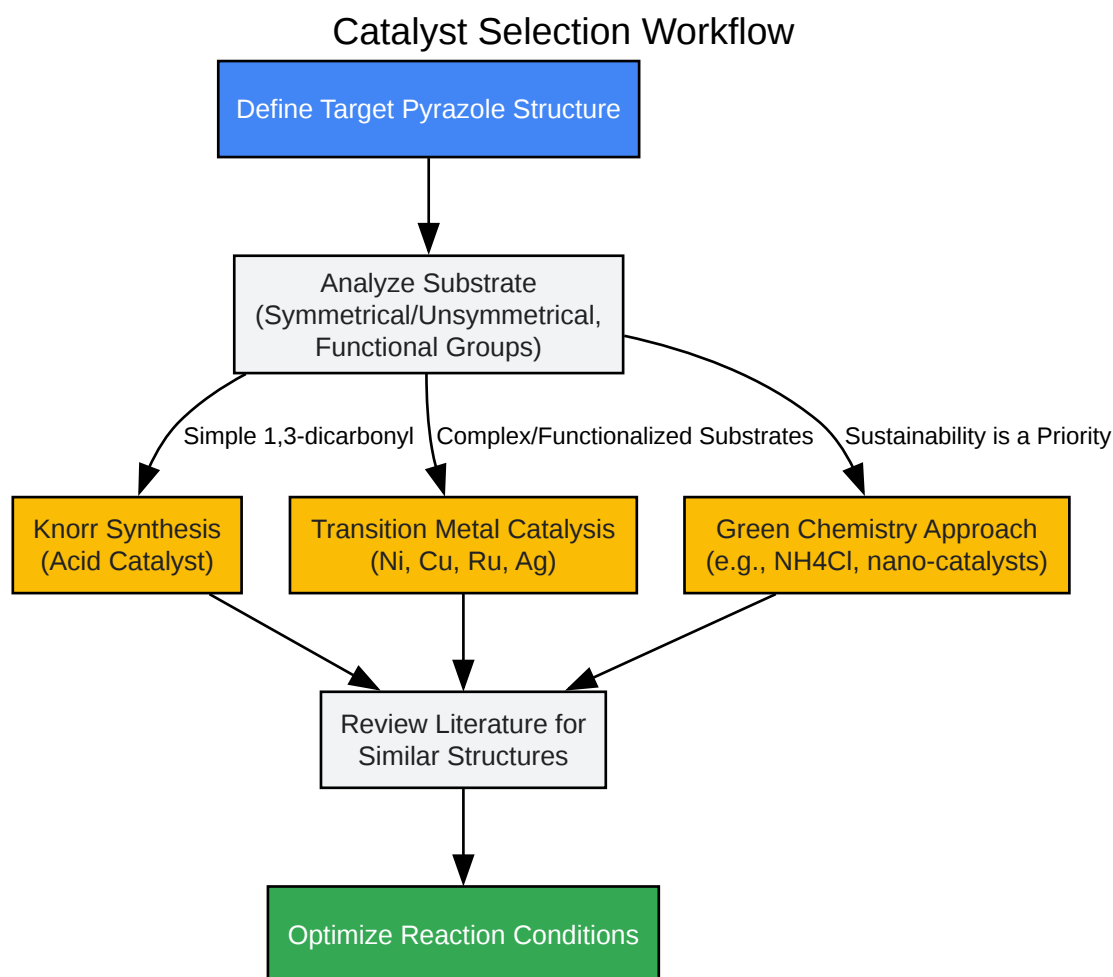 Catalyst Selection Workflow
Define Target Pyrazole Structure
Analyze Substrate
(Symmetrical/Unsymmetrical,
Functional Groups)
Simple 1,3-dicarbonyl
Complex/Functionalized Substrates
Sustainability is a Priority
Knorr Synthesis
(Acid Catalyst)
Transition Metal Catalysis
(Ni, Cu, Ru, Ag)
Green Chemistry Approach
(e.g., NH4Cl, nano-catalysts)
Review Literature for
Similar Structures
Optimize Reaction Conditions